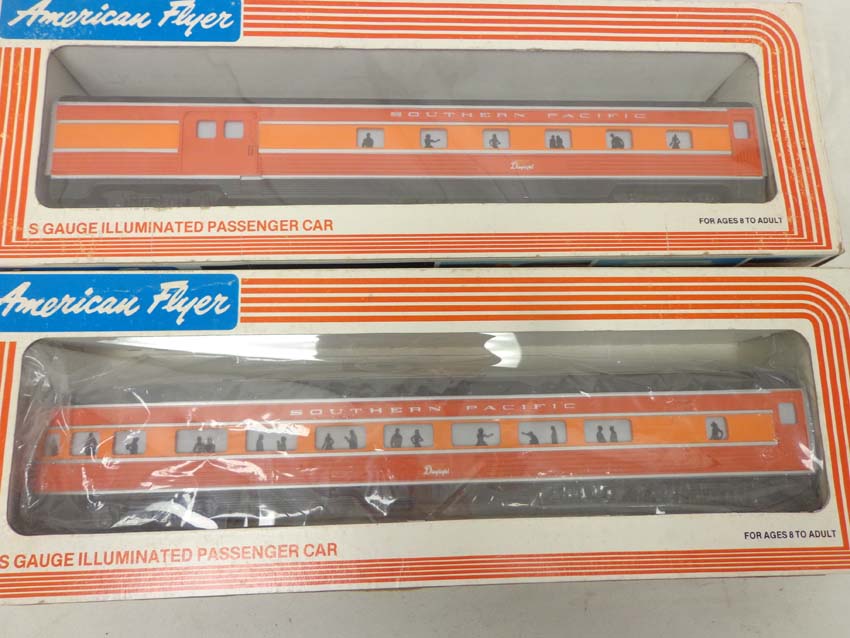 American Flyer
SOUTHERN PACIFIC
Daylight
S GAUGE ILLUMINATED PASSENGER CAR
FOR AGES 8 TO ADULT
American Flyer
SOUTHERN PACIFIC
Daylight
S GAUGE ILLUMINATED PASSENGER CAR
FOR AGES 8 TO ADULT